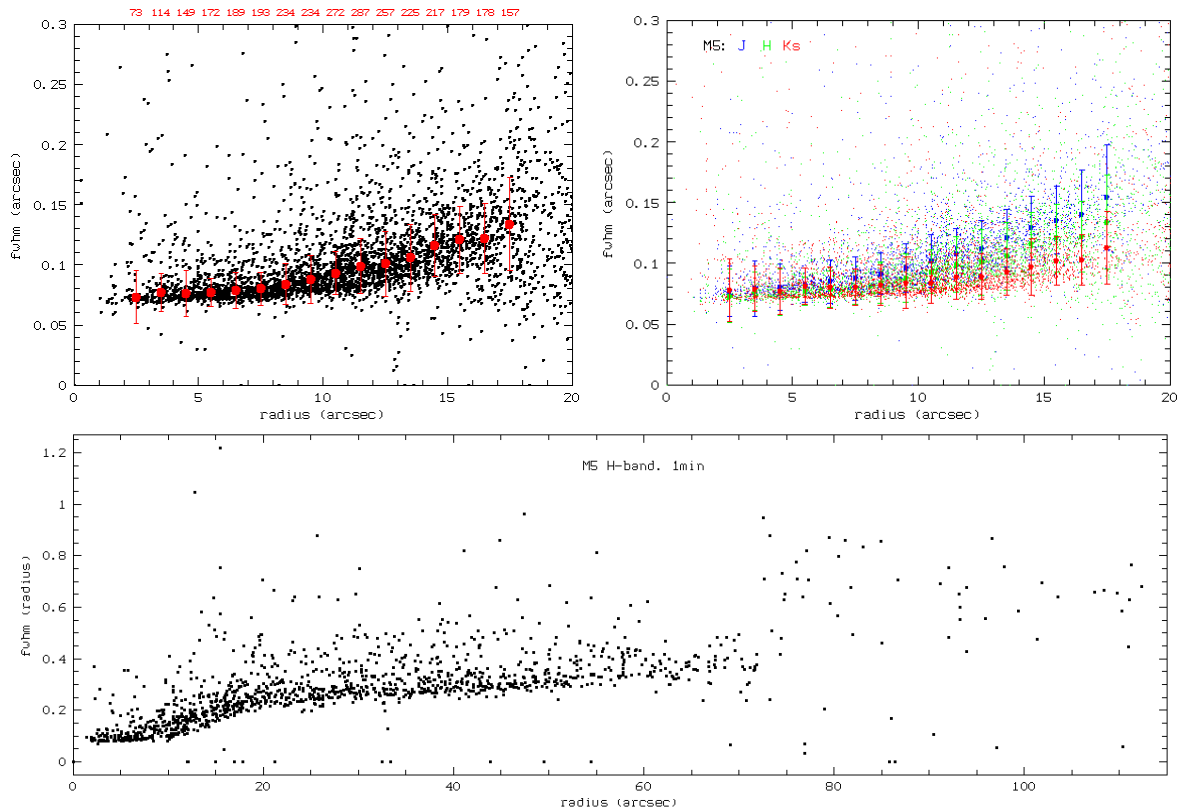 73 114 149 172 189 193 234 234 272 287 257 225 217 179 178 157
0.3
0.25
0.2
0.15
0.1
0.05
0
fwhm (arcsec)
0 5 10 15 20
radius (arcsec)
M5: J H Ks
0.3
0.2
0.15
0.1
0.05
0
fwhm (arcsec)
0 5 10 15 20
radius (arcsec)
M5 H-band. 1min
1.2
1
0.8
0.6
0.4
0.2
0
fwhm (radius)
0 20 40 60 80 100
radius (arcsec)